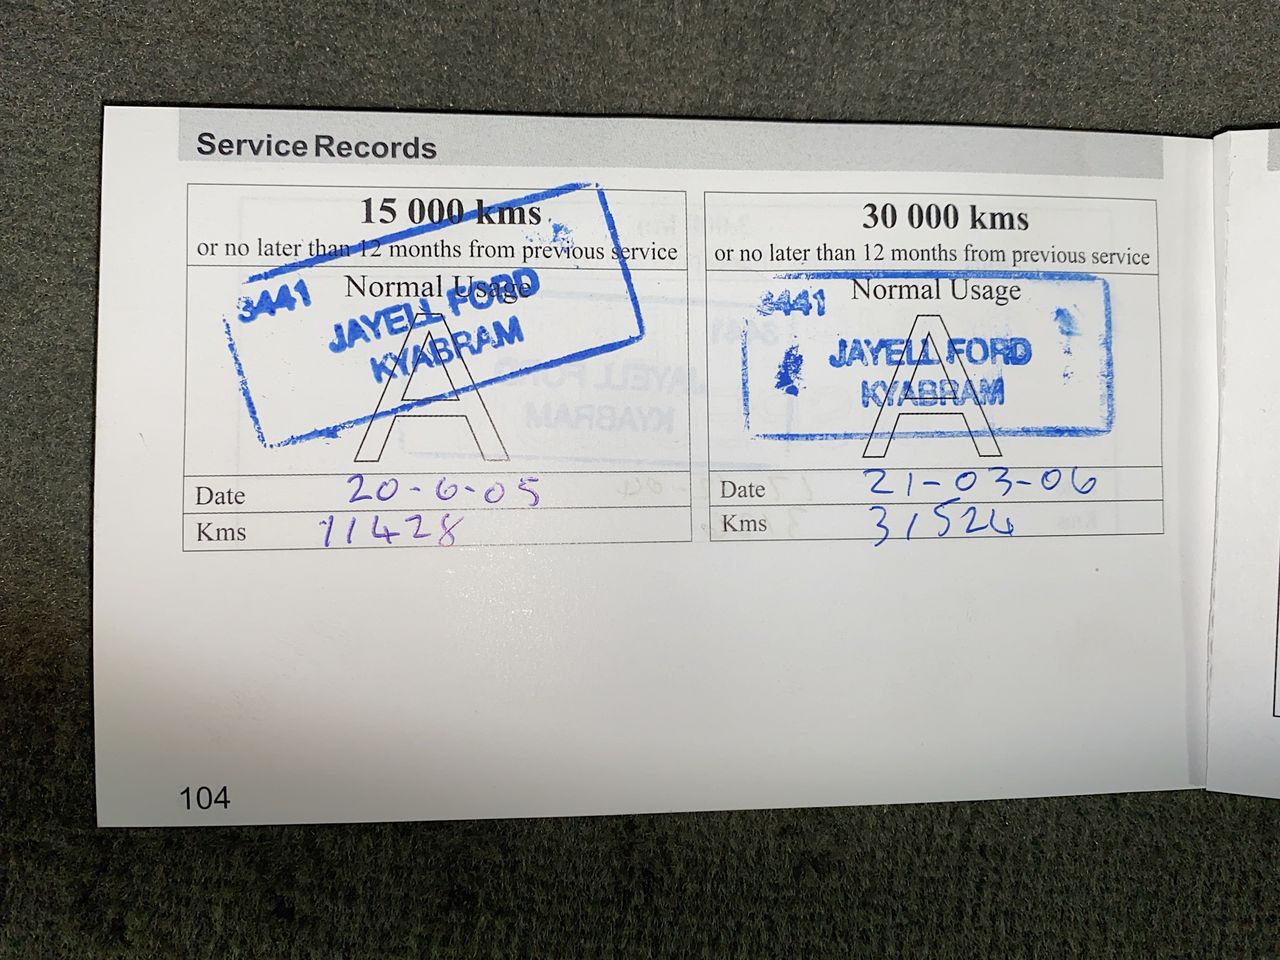 Service Records
15 000 kms
or no later than 12 months from previous service
Normal Usage
3441
JAYELL FORD
KYABRAM
A
Date 20-6-05
Kms 11428
30 000 kms
or no later than 12 months from previous service
Normal Usage
3441
JAYELL FORD
KYABRAM
A
Date 21-03-06
Kms 31524
104